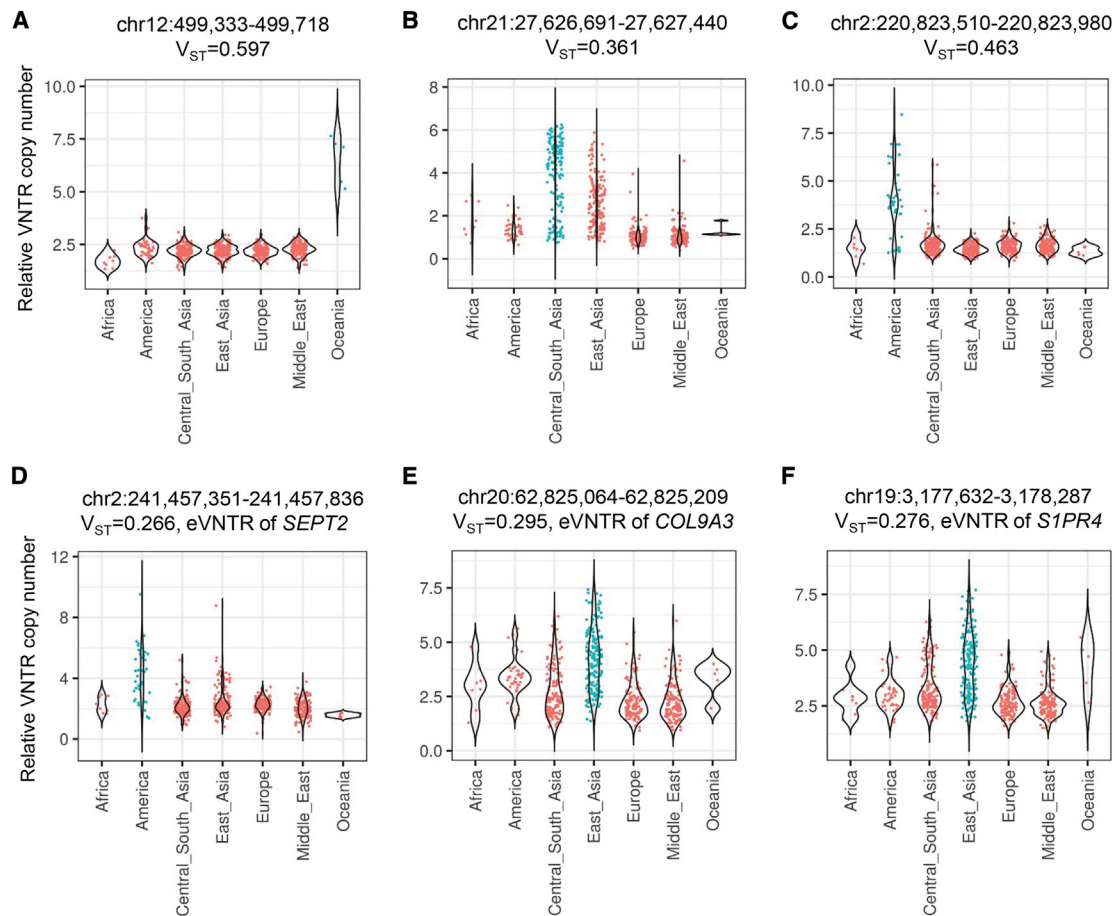 A
chr12:499,333-499,718
VST=0.597
Relative VNTR copy number
10.0
7.5
5.0
2.5
Africa
America
Central_South_Asia
East_Asia
Europe
Middle_East
Oceania
B
chr21:27,626,691-27,627,440
VST=0.361
8
6
4
2
0
Africa
America
Central_South_Asia
East_Asia
Europe
Middle_East
Oceania
C
chr2:220,823,510-220,823,980
VST=0.463
10.0
7.5
5.0
2.5
0.0
Africa
America
Central_South_Asia
East_Asia
Europe
Middle_East
Oceania
D
chr2:241,457,351-241,457,836
VST=0.266, eVNTR of SEPT2
Relative VNTR copy number
12
8
4
0
Africa
America
Central_South_Asia
East_Asia
Europe
Middle_East
Oceania
E
chr20:62,825,064-62,825,209
VST=0.295, eVNTR of COL9A3
7.5
5.0
2.5
0.0
Africa
America
Central_South_Asia
East_Asia
Europe
Middle_East
Oceania
F
chr19:3,177,632-3,178,287
VST=0.276, eVNTR of S1PR4
7.5
5.0
2.5
Africa
America
Central_South_Asia
East_Asia
Europe
Middle_East
Oceania